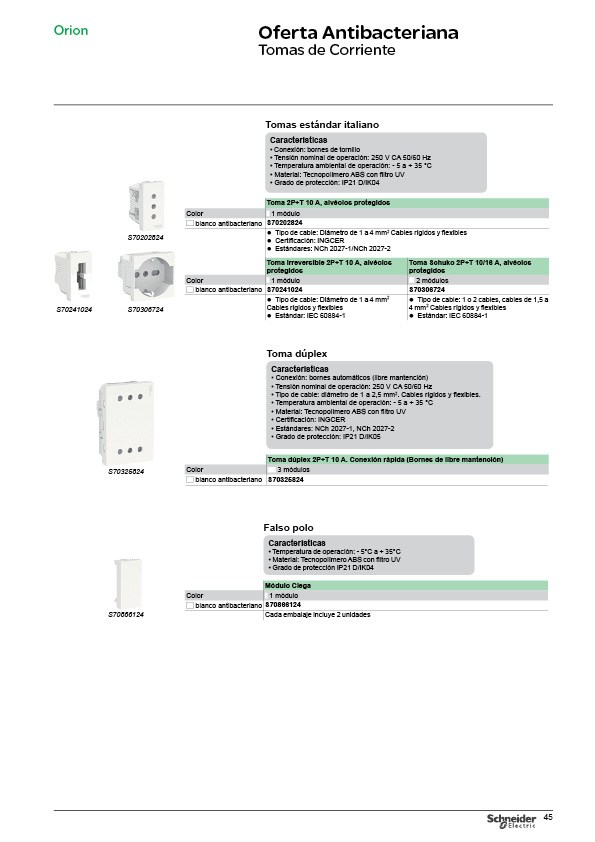 Orion
Oferta Antibacteriana
Tomas de Corriente
Tomas estándar italiano
Características
• Conexión: bornes de tornillo
• Tensión nominal de operación: 250 V CA 50/60 Hz
• Temperatura ambiental de operación: - 5 a + 35 °C
• Material: Tecnopolímero ABS con filtro UV
• Grado de protección: IP21 D/IK04
Toma 2P+T 10 A, alvéolos protegidos
Color 1 módulo
blanco antibacteriano S70202824
S70202824
● Tipo de cable: Diámetro de 1 a 4 mm² Cables rígidos y flexibles
● Certificación: INGCER
● Estándares: NCh 2027-1/NCh 2027-2
Toma Irreversible 2P+T 10 A, alvéolos protegidos
Toma Schuko 2P+T 10/16 A, alvéolos protegidos
Color 1 módulo 2 módulos
blanco antibacteriano S70241024 S70306724
● Tipo de cable: Diámetro de 1 a 4 mm²
Cables rígidos y flexibles
● Estándar: IEC 60884-1
● Tipo de cable: 1 o 2 cables, cables de 1,5 a
4 mm² Cables rígidos y flexibles
● Estándar: IEC 60884-1
S70241024
S70306724
Toma dúplex
Características
• Conexión: bornes automáticos (libre mantención)
• Tensión nominal de operación: 250 V CA 50/60 Hz
• Tipo de cable: diámetro de 1 a 2,5 mm². Cables rígidos y flexibles.
• Temperatura ambiental de operación: - 5 a + 35 °C
• Material: Tecnopolímero ABS con filtro UV
• Certificación: INGCER
• Estándares: NCh 2027-1, NCh 2027-2
• Grado de protección: IP21 D/IK05
Toma dúplex 2P+T 10 A. Conexión rápida (Bornes de libre mantención)
Color 3 módulos
blanco antibacteriano S70325824
S70325824
Falso polo
Características
• Temperatura de operación: - 5°C a + 35°C
• Material: Tecnopolímero ABS con filtro UV
• Grado de protección IP21 D/IK04
Módulo Ciega
Color 1 módulo
blanco antibacteriano S70866124
Cada embalaje incluye 2 unidades
S70866124
Schneider
Electric
45